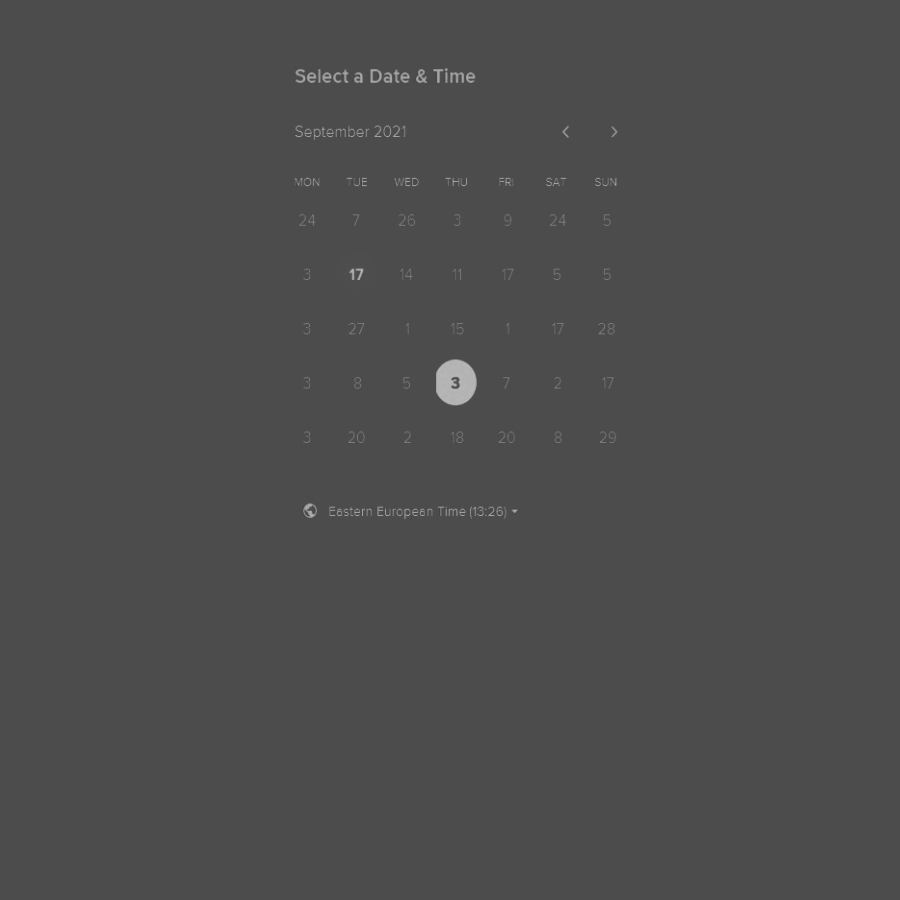 Select a Date & Time
September 2021
MON TUE WED THU FRI SAT SUN
24 7 26 3 9 24 5
3 17 14 11 17 5 5
3 27 1 15 1 17 28
3 8 5 3 7 2 17
3 20 2 18 20 8 29
Eastern European Time (13:26)